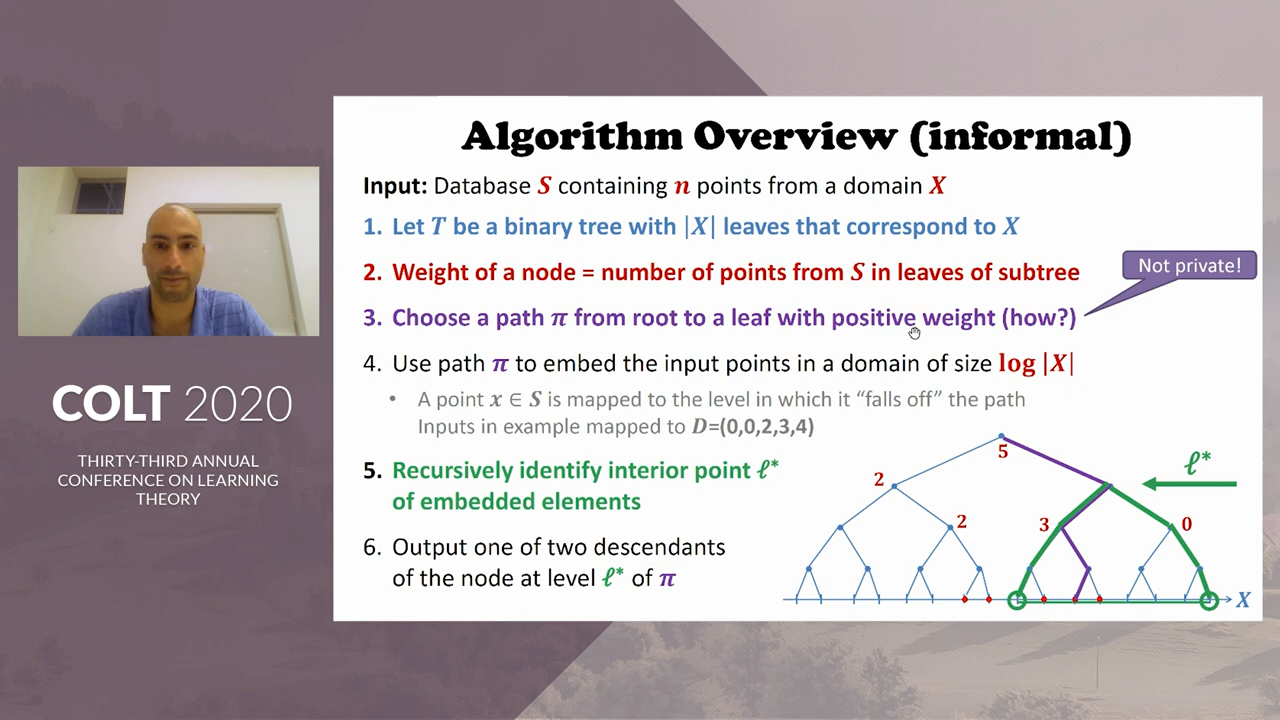 Algorithm Overview (informal)
Input: Database S containing n points from a domain X
1. Let T be a binary tree with |X| leaves that correspond to X
2. Weight of a node = number of points from S in leaves of subtree
Not private!
3. Choose a path π from root to a leaf with positive weight (how?)
4. Use path π to embed the input points in a domain of size log |X|
• A point x ∈ S is mapped to the level in which it “falls off” the path
Inputs in example mapped to D=(0,0,2,3,4)
5. Recursively identify interior point ℓ*
of embedded elements
6. Output one of two descendants
of the node at level ℓ* of π
5
ℓ*
2
2
3
0
X
COLT 2020
THIRTY-THIRD ANNUAL
CONFERENCE ON LEARNING
THEORY